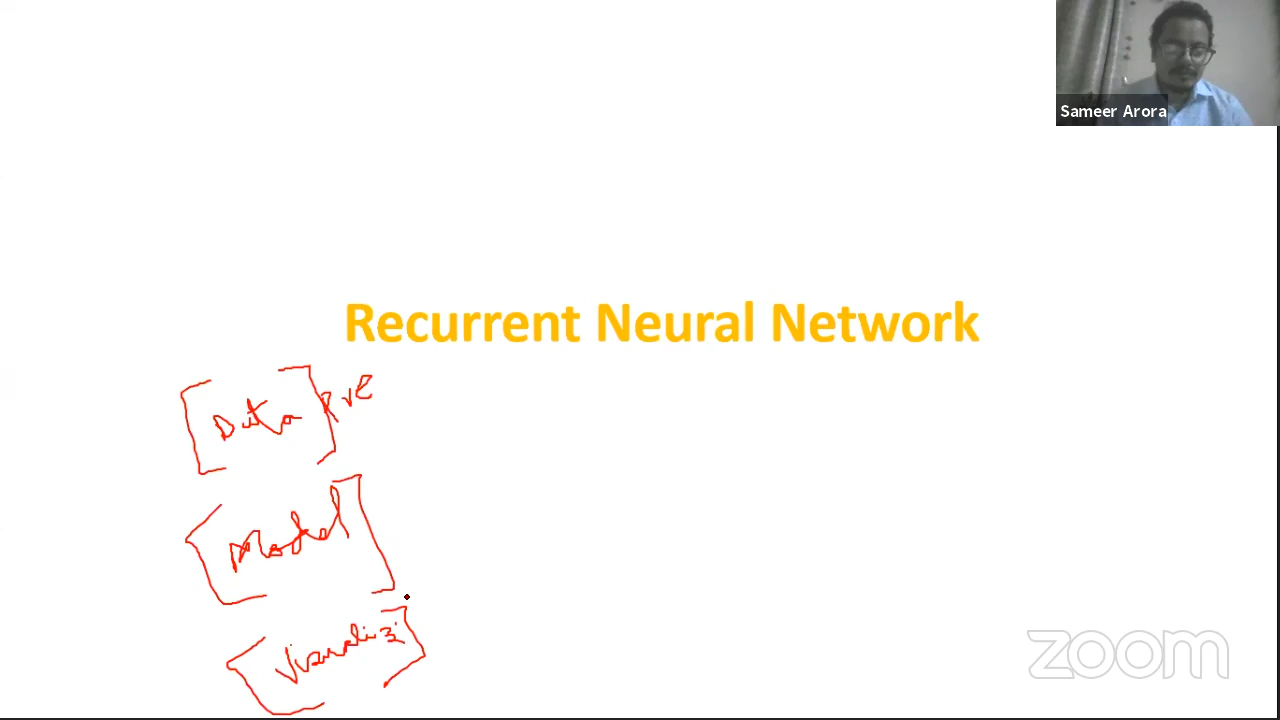 Sameer Arora
Recurrent Neural Network
Data Pre
Model
Visualizi
zoom